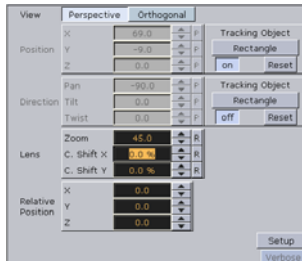 View Perspective Orthogonal
X 69.0 P Tracking Object
Position Y -9.0 P Rectangle
Z 0.0 P on Reset
Pan -90.0 P Tracking Object
Direction Tilt 0.0 P Rectangle
Twist 0.0 P off Reset
Zoom 45.0 R
Lens C. Shift X 0.0 % R
C. Shift Y 0.0 % R
X 0.0
Relative Position Y 0.0
Z 0.0
Setup
Verbose